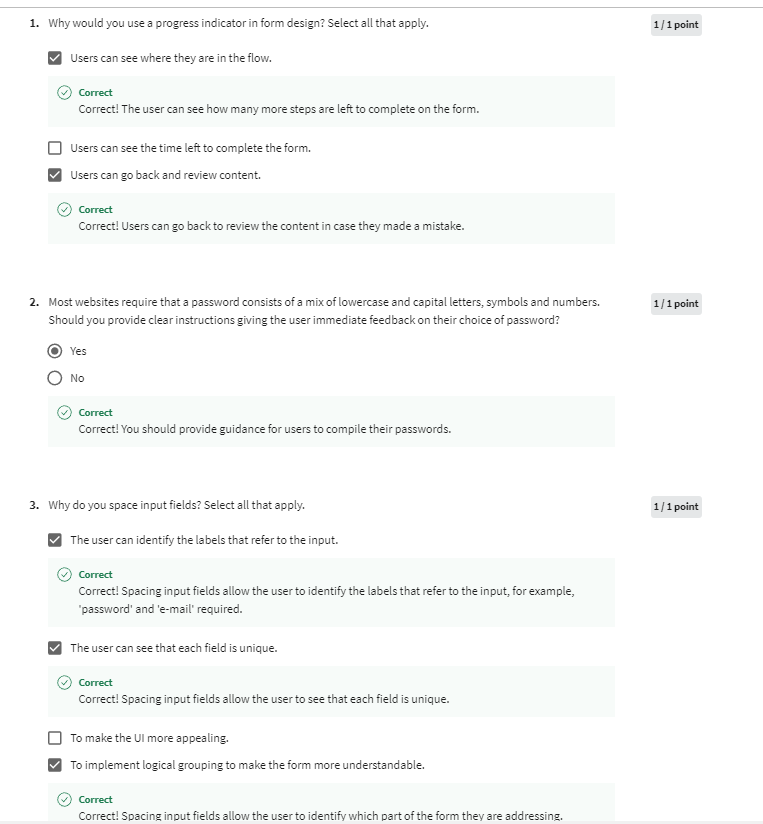 1. Why would you use a progress indicator in form design? Select all that apply.
1 / 1 point
Users can see where they are in the flow.
Correct
Correct! The user can see how many more steps are left to complete on the form.
Users can see the time left to complete the form.
Users can go back and review content.
Correct
Correct! Users can go back to review the content in case they made a mistake.
2. Most websites require that a password consists of a mix of lowercase and capital letters, symbols and numbers.
1 / 1 point
Should you provide clear instructions giving the user immediate feedback on their choice of password?
Yes
No
Correct
Correct! You should provide guidance for users to compile their passwords.
3. Why do you space input fields? Select all that apply.
1 / 1 point
The user can identify the labels that refer to the input.
Correct
Correct! Spacing input fields allow the user to identify the labels that refer to the input, for example,
'password' and 'e-mail' required.
The user can see that each field is unique.
Correct
Correct! Spacing input fields allow the user to see that each field is unique.
To make the UI more appealing.
To implement logical grouping to make the form more understandable.
Correct
Correct! Spacing input fields allow the user to identify which part of the form they are addressing.